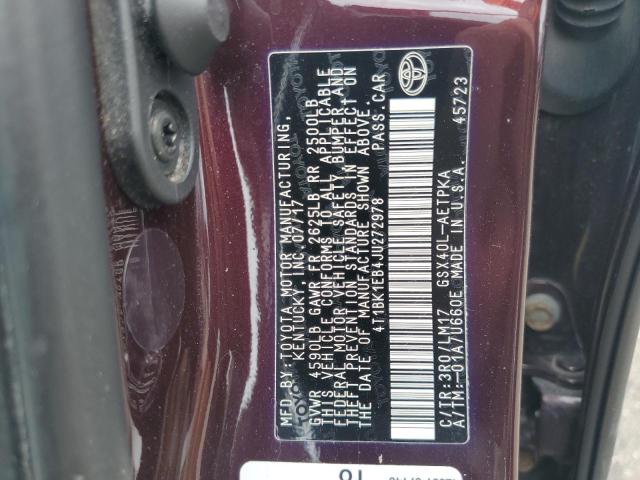 MFD. BY: TOYOTA MOTOR MANUFACTURING,
KENTUCKY, INC. 07/17
GVWR 4590LB GAWR FR 2625LB RR 2500LB
THIS VEHICLE CONFORMS TO ALL APPLICABLE
FEDERAL MOTOR VEHICLE SAFETY, BUMPER, AND
THEFT PREVENTION STANDARDS IN EFFECT ON
THE DATE OF MANUFACTURE SHOWN ABOVE.
4T1BK1EB4JU272978 PASS.CAR
C/TR:3R0/LM17 GSX40L-AETPKA
A/TM:-01A/U660E MADE IN U.S.A. 45723